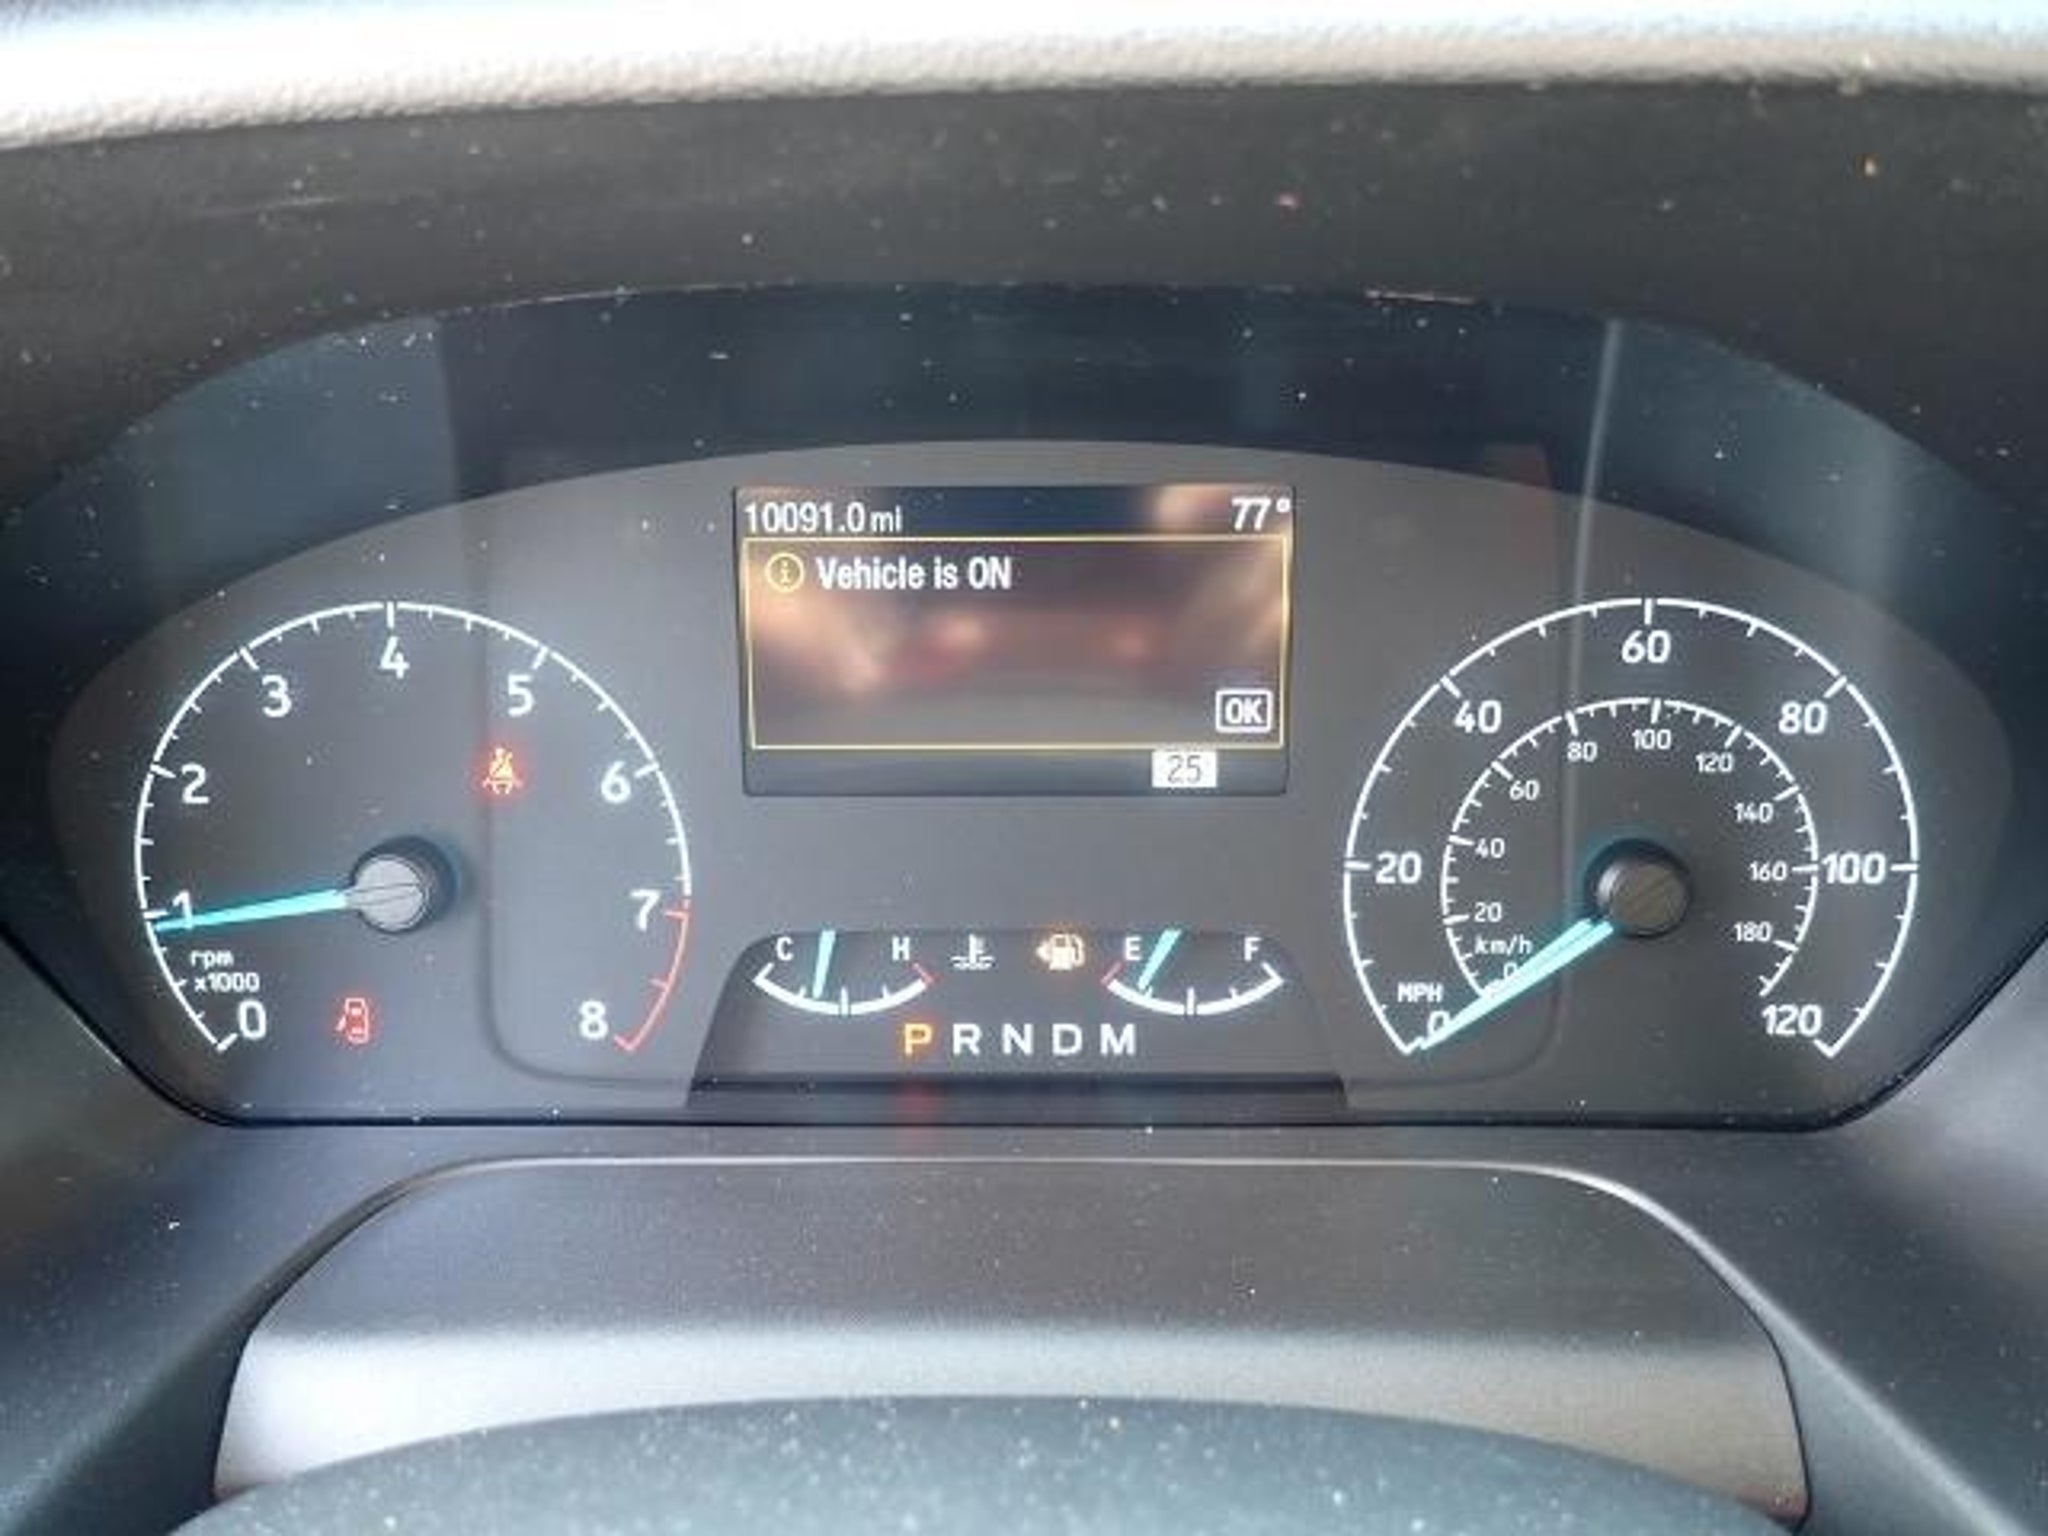 10091.0 mi 77°
i Vehicle is ON
OK
25
0 1 2 3 4 5 6 7 8
rpm
x1000
C H
E F
P R N D M
0 20 40 60 80 100 120
MPH
0 20 40 60 80 100 120 140 160 180
km/h